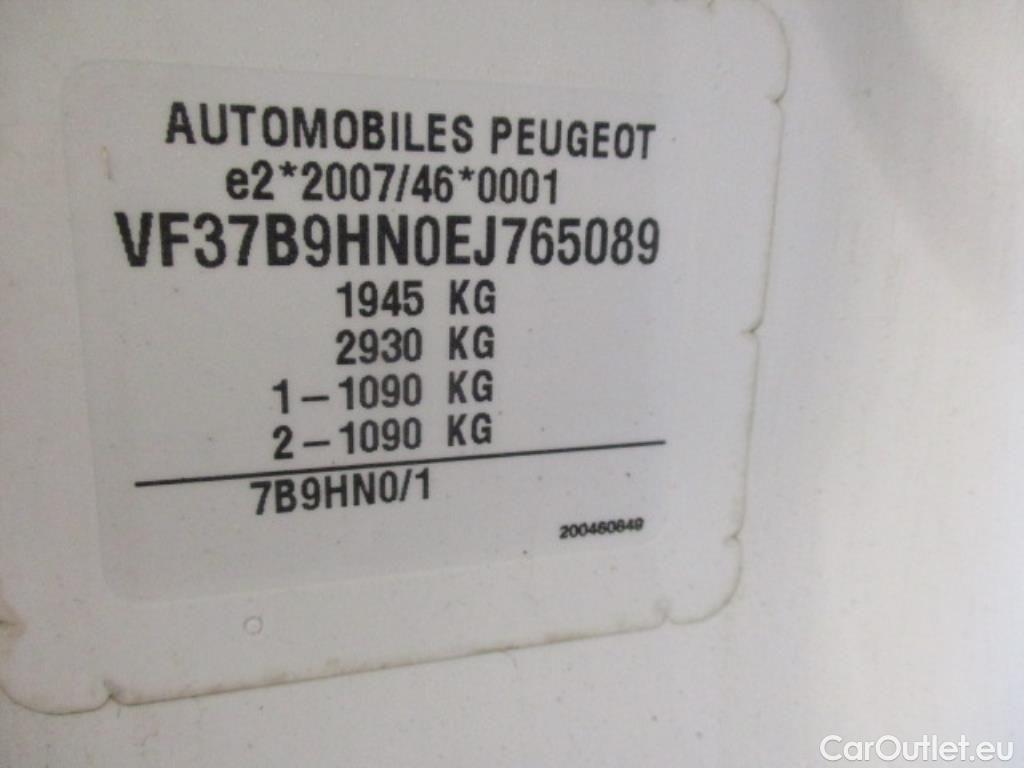 AUTOMOBILES PEUGEOT
e2*2007/46*0001
VF37B9HN0EJ765089
1945 KG
2930 KG
1-1090 KG
2-1090 KG
7B9HN0/1
200460649
CarOutlet.eu